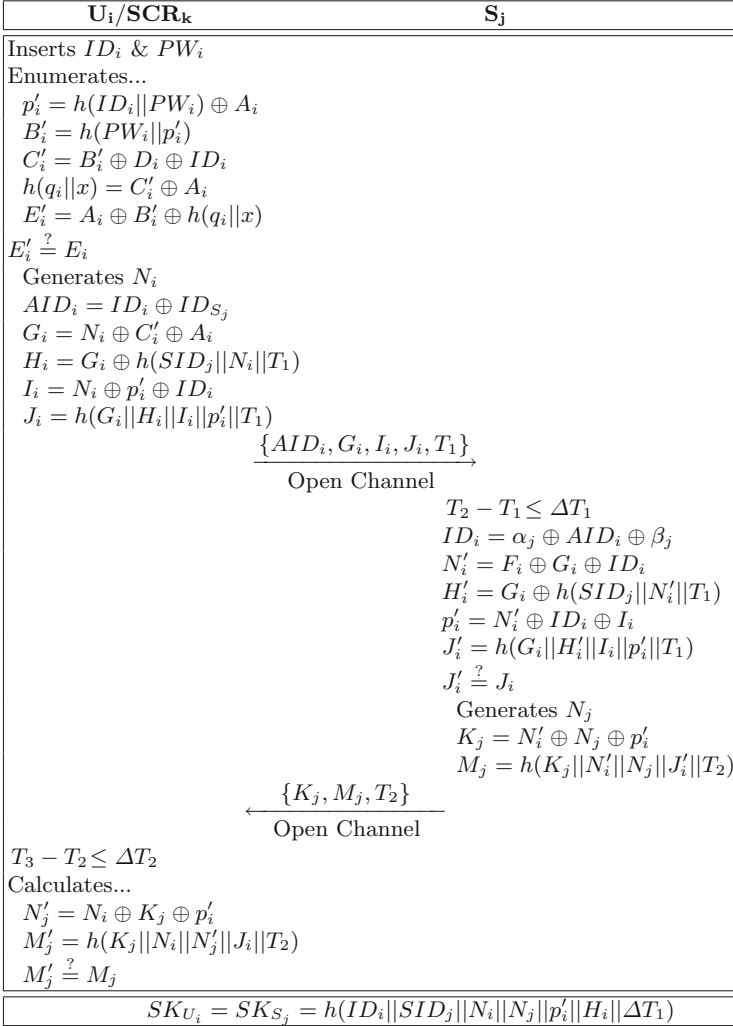 U_i/SCR_k S_j
Inserts ID_i & PW_i
Enumerates...
p'_i = h(ID_i||PW_i) ⊕ A_i
B'_i = h(PW_i||p'_i)
C'_i = B'_i ⊕ D_i ⊕ ID_i
h(q_i||x) = C'_i ⊕ A_i
E'_i = A_i ⊕ B'_i ⊕ h(q_i||x)
E'_i ≟ E_i
Generates N_i
AID_i = ID_i ⊕ ID_{S_j}
G_i = N_i ⊕ C'_i ⊕ A_i
H_i = G_i ⊕ h(SID_j||N_i||T_1)
I_i = N_i ⊕ p'_i ⊕ ID_i
J_i = h(G_i||H_i||I_i||p'_i||T_1)
{AID_i, G_i, I_i, J_i, T_1}
Open Channel
T_2 − T_1 ≤ ΔT_1
ID_i = α_j ⊕ AID_i ⊕ β_j
N'_i = F_i ⊕ G_i ⊕ ID_i
H'_i = G_i ⊕ h(SID_j||N'_i||T_1)
p'_i = N'_i ⊕ ID_i ⊕ I_i
J'_i = h(G_i||H'_i||I_i||p'_i||T_1)
J'_i ≟ J_i
Generates N_j
K_j = N'_i ⊕ N_j ⊕ p'_i
M_j = h(K_j||N'_i||N_j||J'_i||T_2)
{K_j, M_j, T_2}
Open Channel
T_3 − T_2 ≤ ΔT_2
Calculates...
N'_j = N_i ⊕ K_j ⊕ p'_i
M'_j = h(K_j||N_i||N'_j||J_i||T_2)
M'_j ≟ M_j
SK_{U_i} = SK_{S_j} = h(ID_i||SID_j||N_i||N_j||p'_i||H_i||ΔT_1)